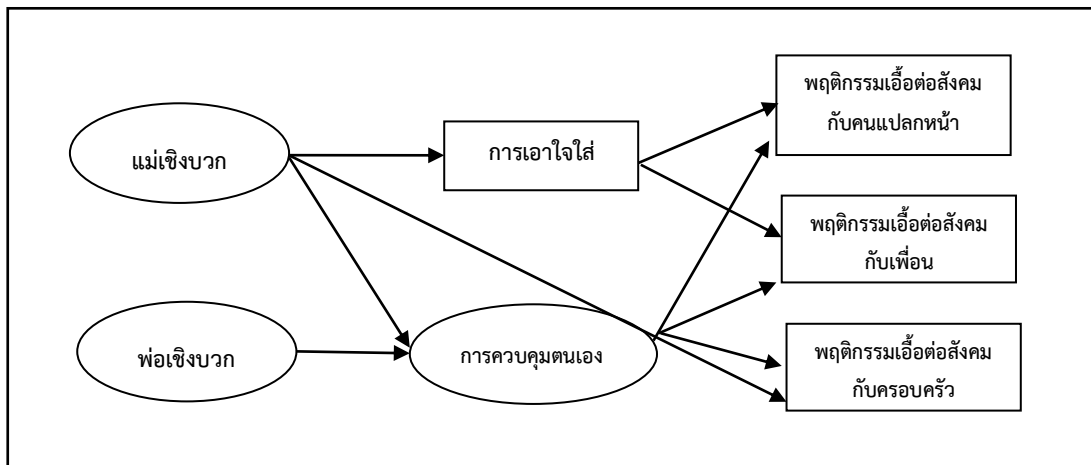 แม่เชิงบวก
การเอาใจใส่
พฤติกรรมเอื้อต่อสังคม
กับคนแปลกหน้า
พฤติกรรมเอื้อต่อสังคม
กับเพื่อน
พ่อเชิงบวก
การควบคุมตนเอง
พฤติกรรมเอื้อต่อสังคม
กับครอบครัว